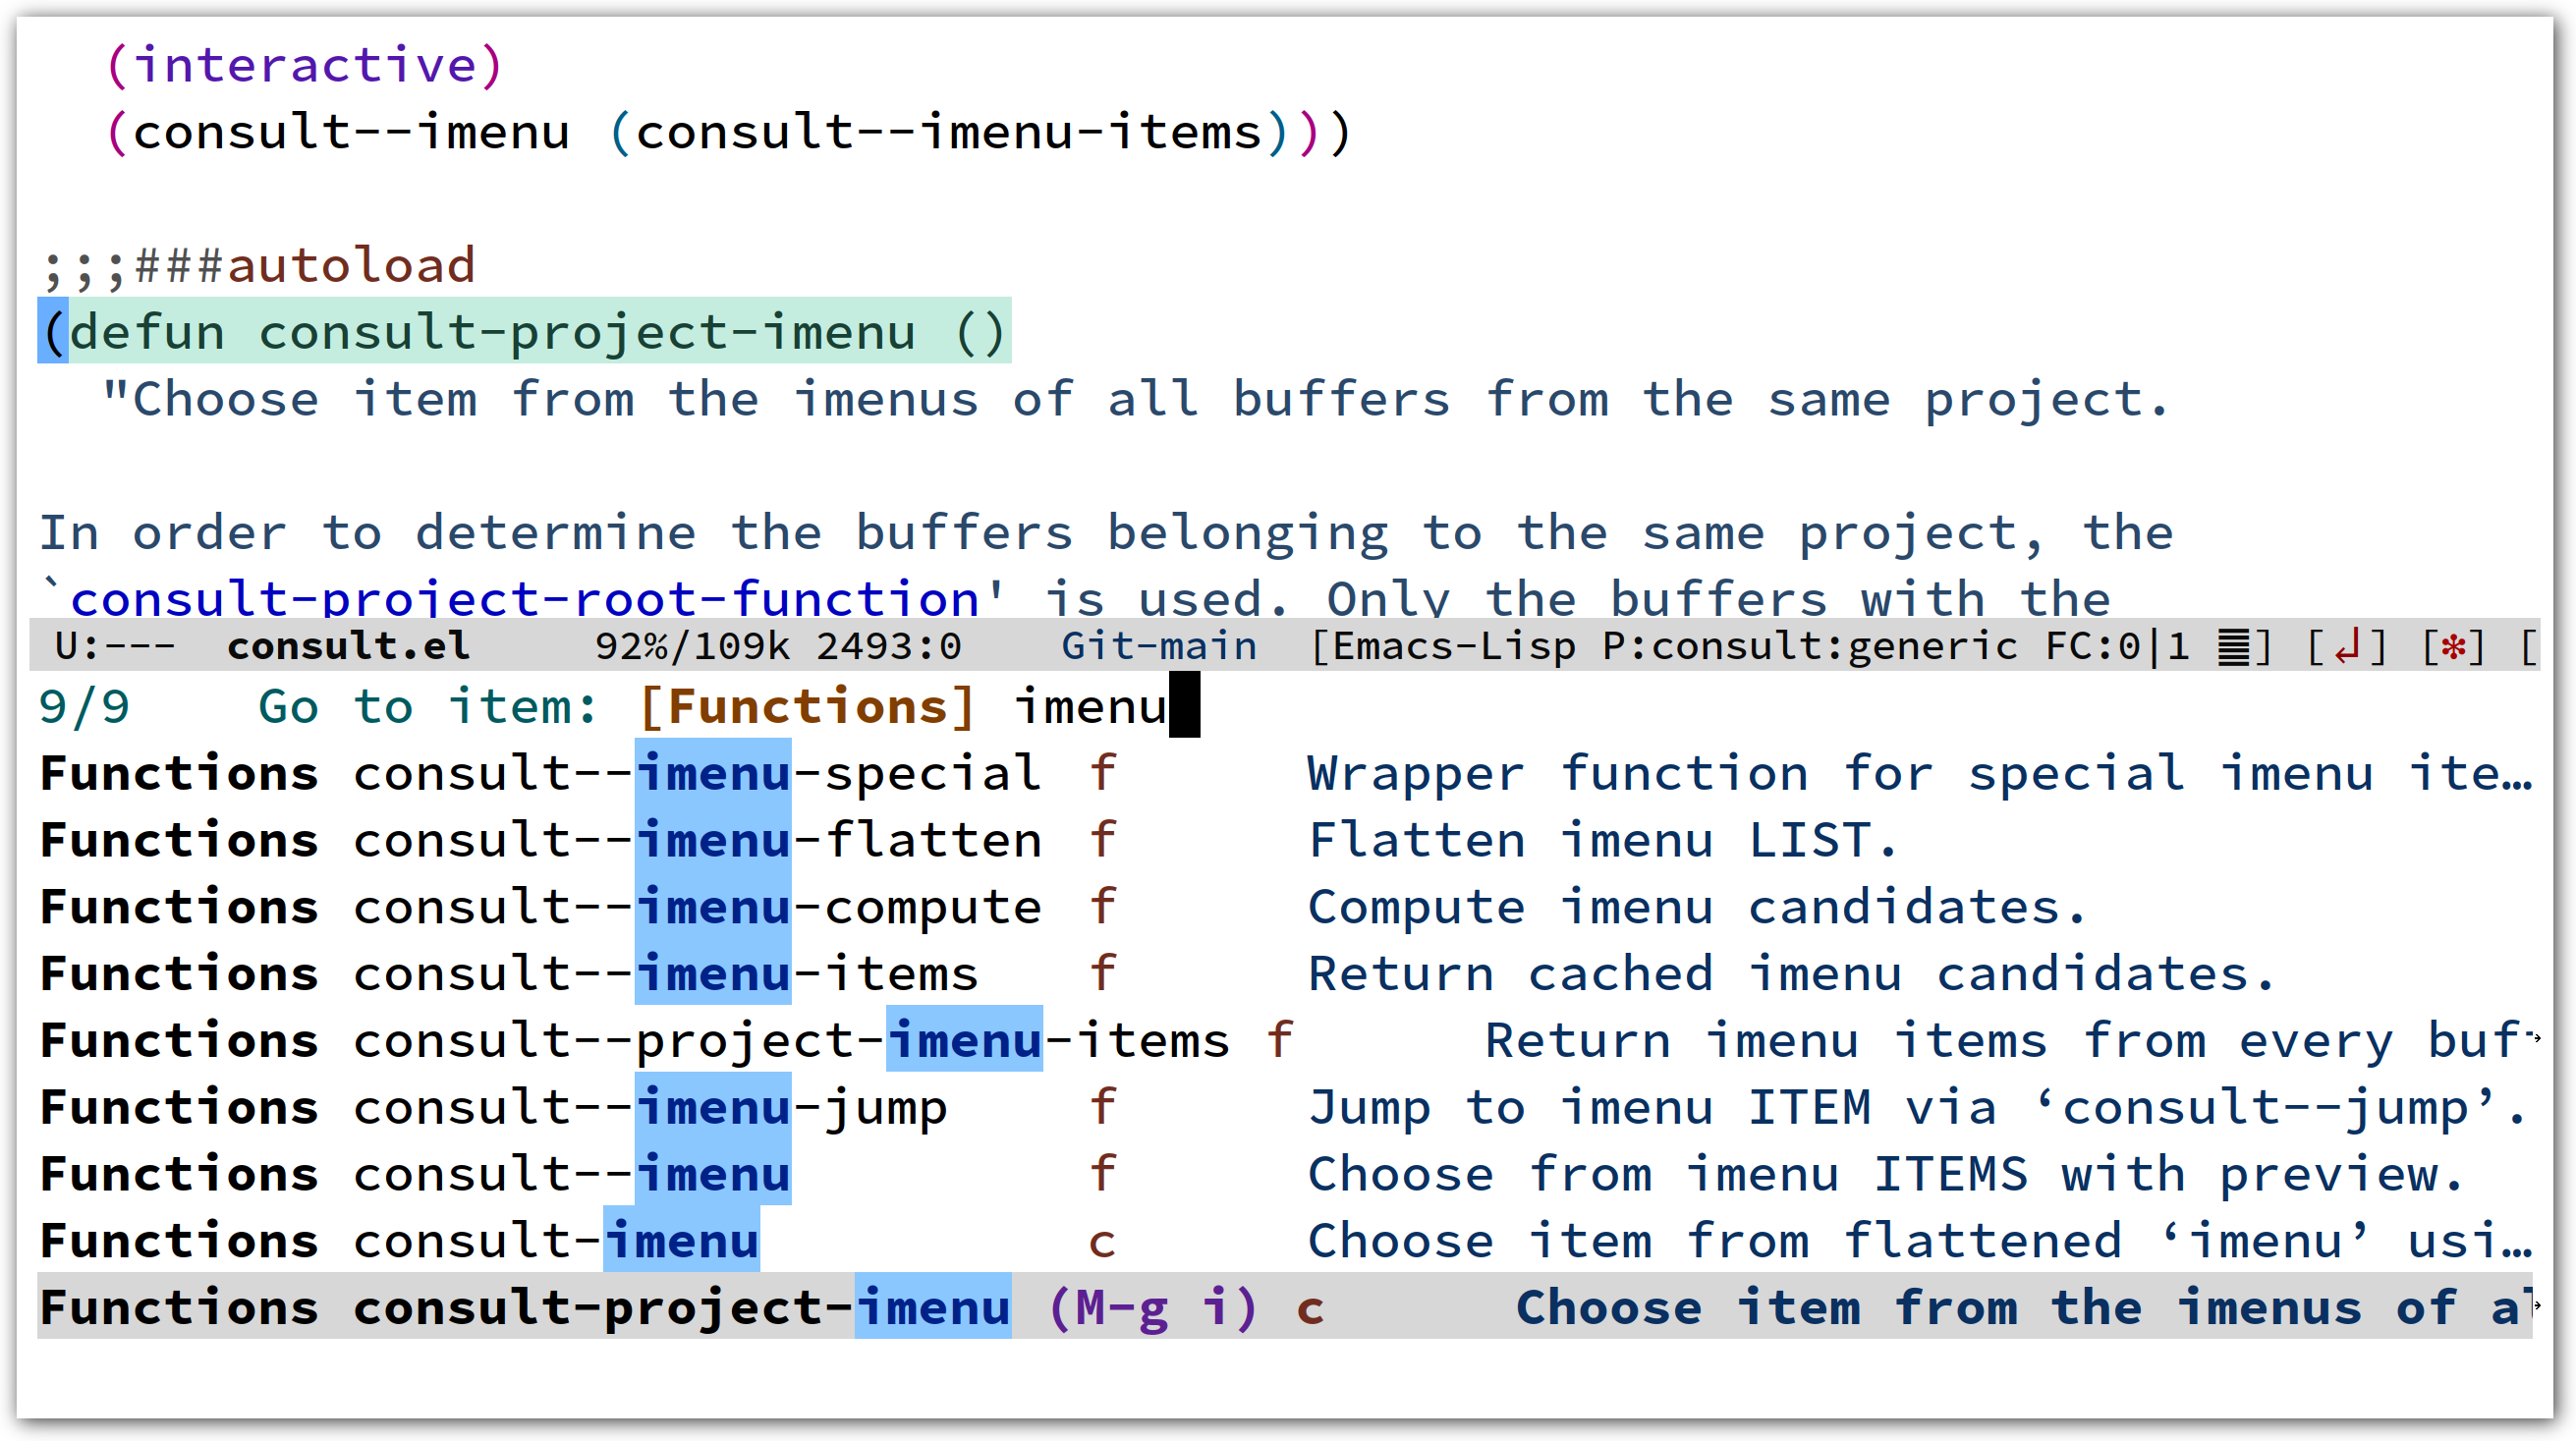 (interactive)
(consult--imenu (consult--imenu-items)))
;;;###autoload
(defun consult-project-imenu ()
"Choose item from the imenus of all buffers from the same project.
In order to determine the buffers belonging to the same project, the
`consult-project-root-function' is used. Only the buffers with the
U:--- consult.el 92%/109k 2493:0 Git-main [Emacs-Lisp P:consult:generic FC:0|1 ≣] [↲] [❇] [
9/9 Go to item: [Functions] imenu
Functions consult--imenu-special f Wrapper function for special imenu ite…
Functions consult--imenu-flatten f Flatten imenu LIST.
Functions consult--imenu-compute f Compute imenu candidates.
Functions consult--imenu-items f Return cached imenu candidates.
Functions consult--project-imenu-items f Return imenu items from every buf→
Functions consult--imenu-jump f Jump to imenu ITEM via ‘consult--jump’.
Functions consult--imenu f Choose from imenu ITEMS with preview.
Functions consult-imenu c Choose item from flattened ‘imenu’ usi…
Functions consult-project-imenu (M-g i) c Choose item from the imenus of al→